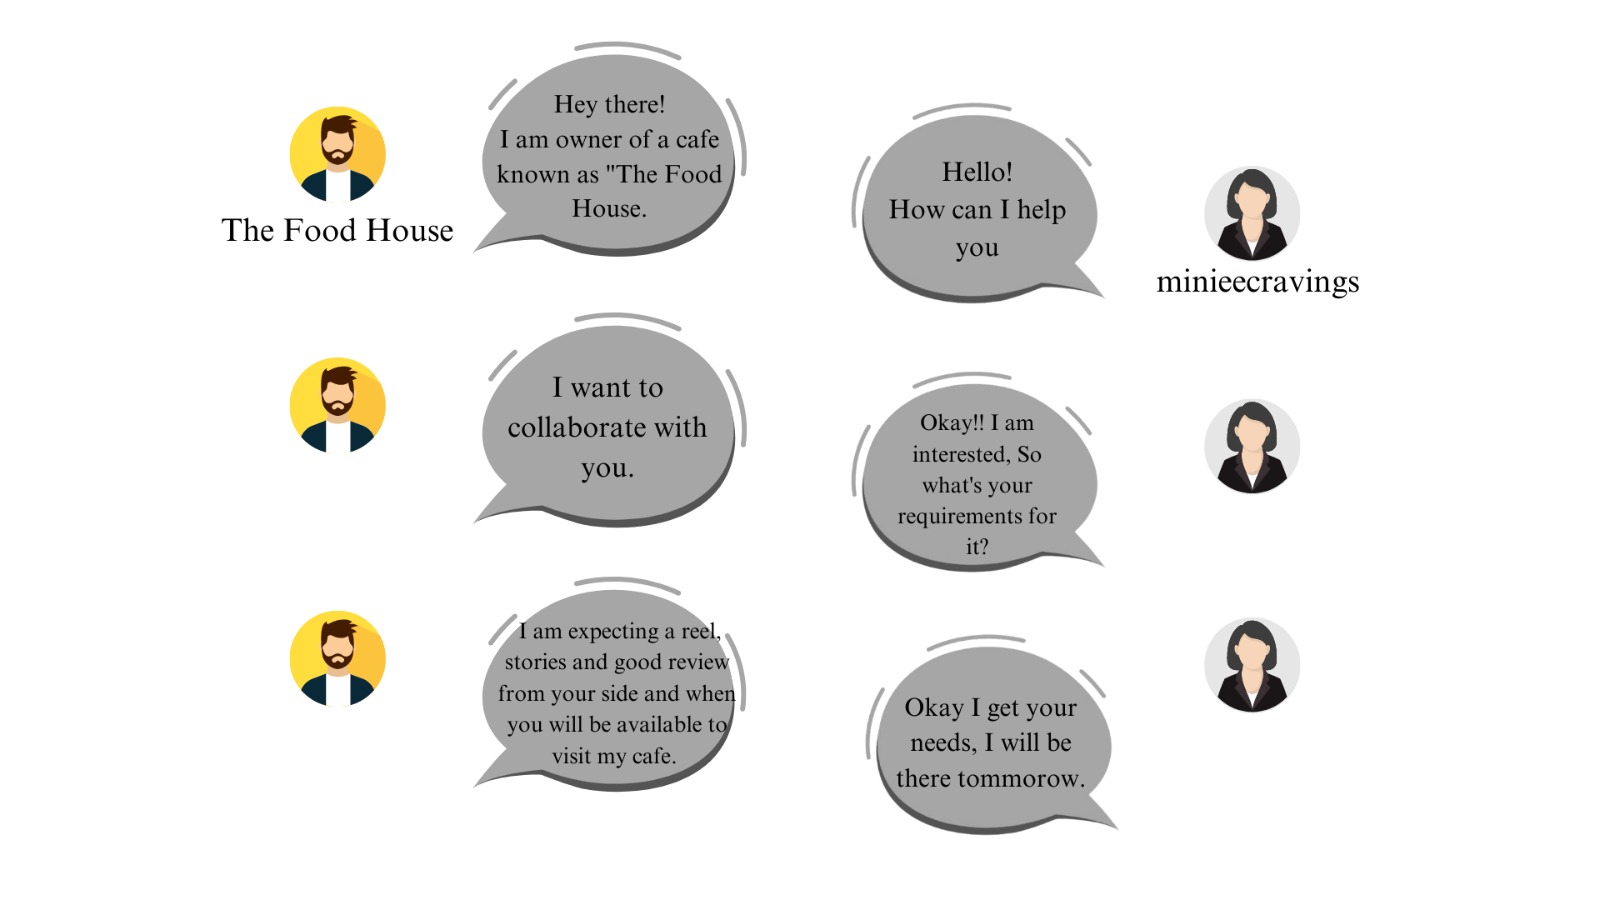 Hey there!
I am owner of a cafe
known as "The Food
House.
The Food House
Hello!
How can I help
you
minieecravings
I want to
collaborate with
you.
Okay!! I am
interested, So
what's your
requirements for
it?
I am expecting a reel,
stories and good review
from your side and when
you will be available to
visit my cafe.
Okay I get your
needs, I will be
there tommorow.